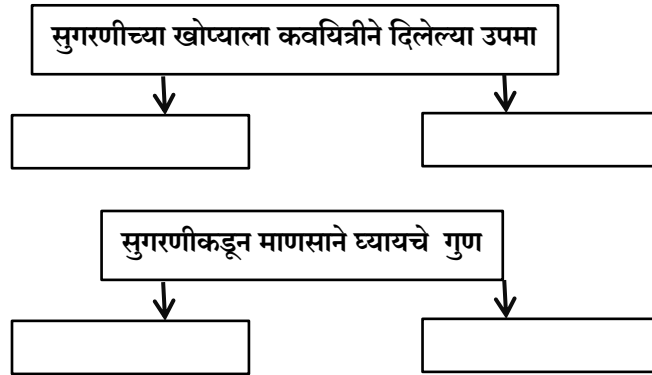 सुगरणीच्या खोप्याला कवयित्रीने दिलेल्या उपमा
सुगरणीकडून माणसाने घ्यायचे गुण